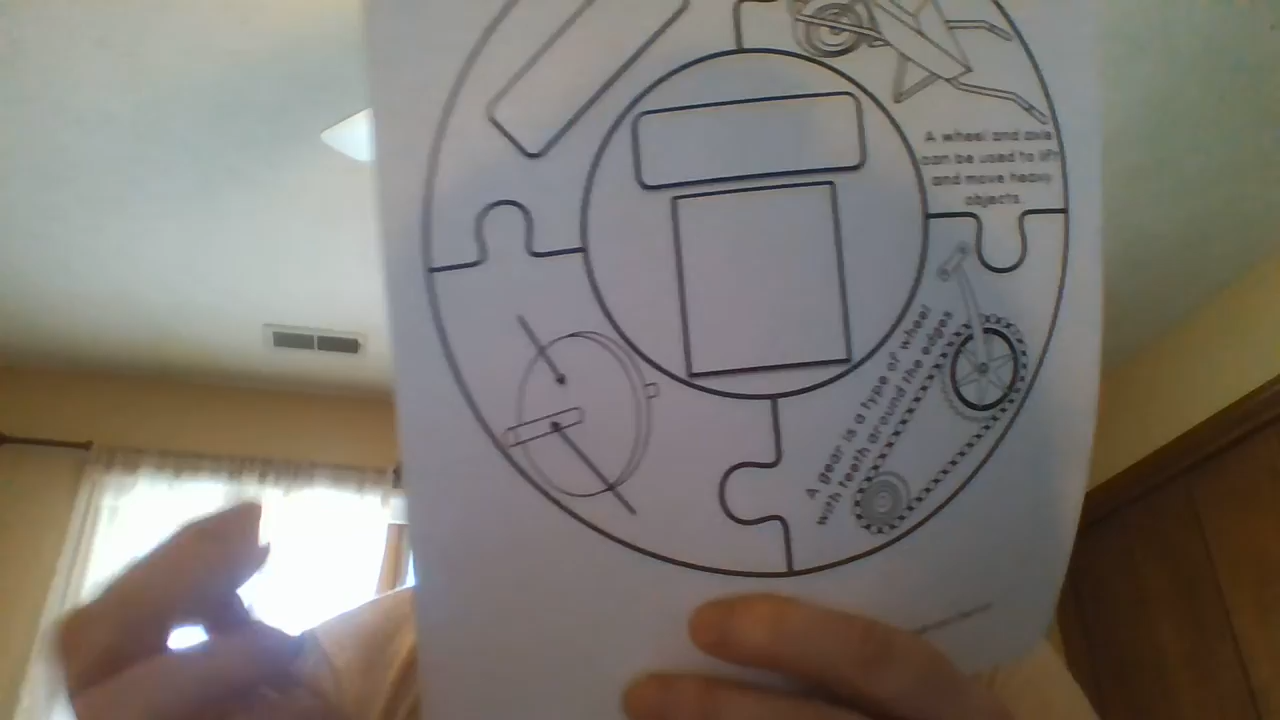 A wheel and axle
can be used to lift
and move heavy
objects.
A gear is a type of wheel
with teeth around the edges